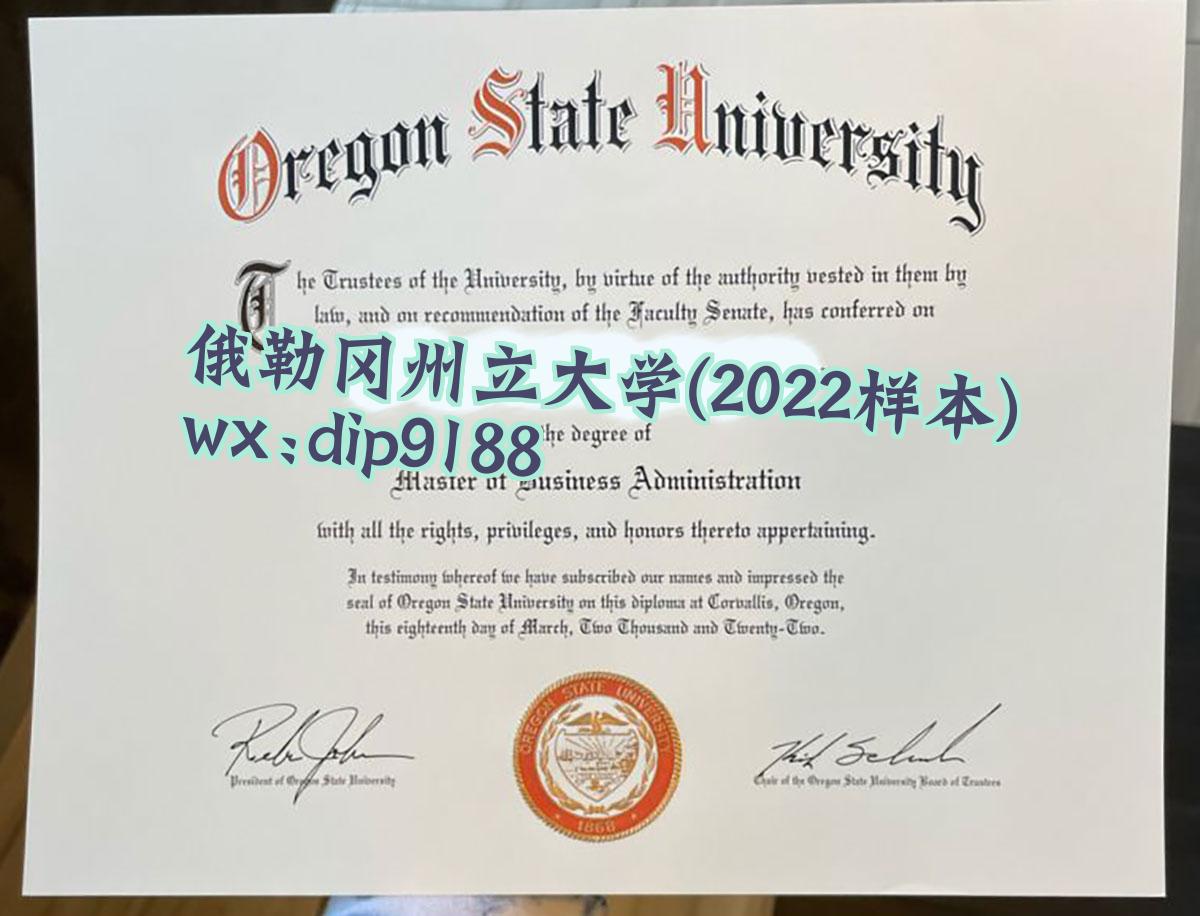 Oregon State University
The Trustees of the University, by virtue of the authority vested in them by
law, and on recommendation of the Faculty Senate, has conferred on
俄勒冈州立大学(2022样本)
wx:dip9188
the degree of
Master of Business Administration
with all the rights, privileges, and honors thereto appertaining.
In testimony whereof we have subscribed our names and impressed the
seal of Oregon State University on this diploma at Corvallis, Oregon,
this eighteenth day of March, Two Thousand and Twenty-Two.
OREGON STATE UNIVERSITY
1868
President of Oregon State University
Chair of the Oregon State University Board of Trustees